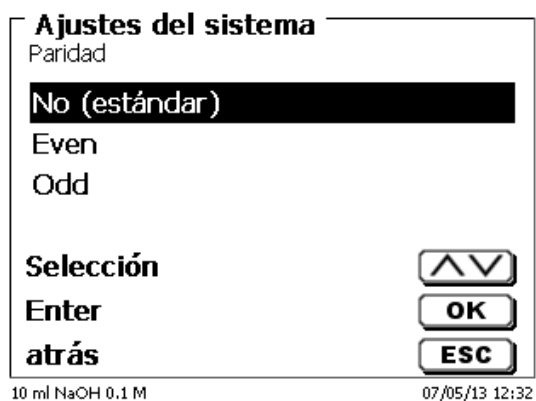 Ajustes del sistema
Paridad
No (estándar)
Even
Odd
Selección
Enter OK
atrás ESC
10 ml NaOH 0.1 M 07/05/13 12:32